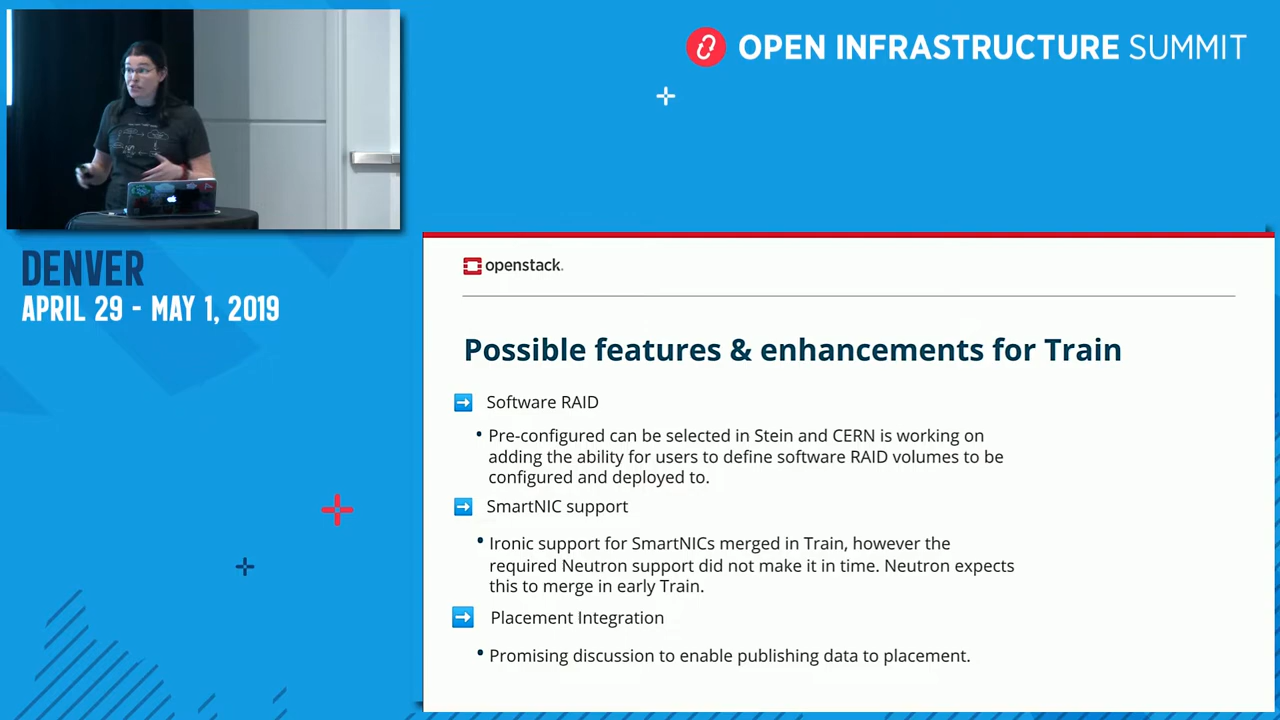 OPEN INFRASTRUCTURE SUMMIT
DENVER
APRIL 29 - MAY 1, 2019
openstack.
Possible features & enhancements for Train
Software RAID
• Pre-configured can be selected in Stein and CERN is working on
adding the ability for users to define software RAID volumes to be
configured and deployed to.
SmartNIC support
• Ironic support for SmartNICs merged in Train, however the
required Neutron support did not make it in time. Neutron expects
this to merge in early Train.
Placement Integration
• Promising discussion to enable publishing data to placement.